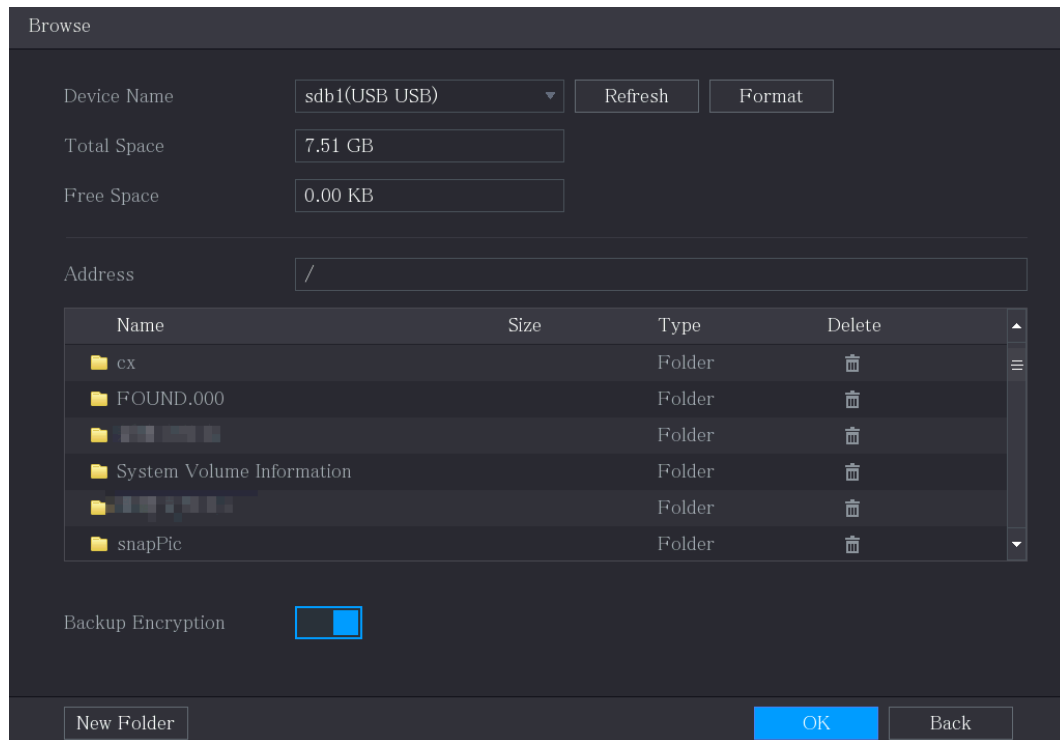 Browse
Device Name sdb1(USB USB) Refresh Format
Total Space 7.51 GB
Free Space 0.00 KB
Address /
Name Size Type Delete
cx Folder
FOUND.000 Folder
Folder
System Volume Information Folder
Folder
snapPic Folder
Backup Encryption
New Folder OK Back